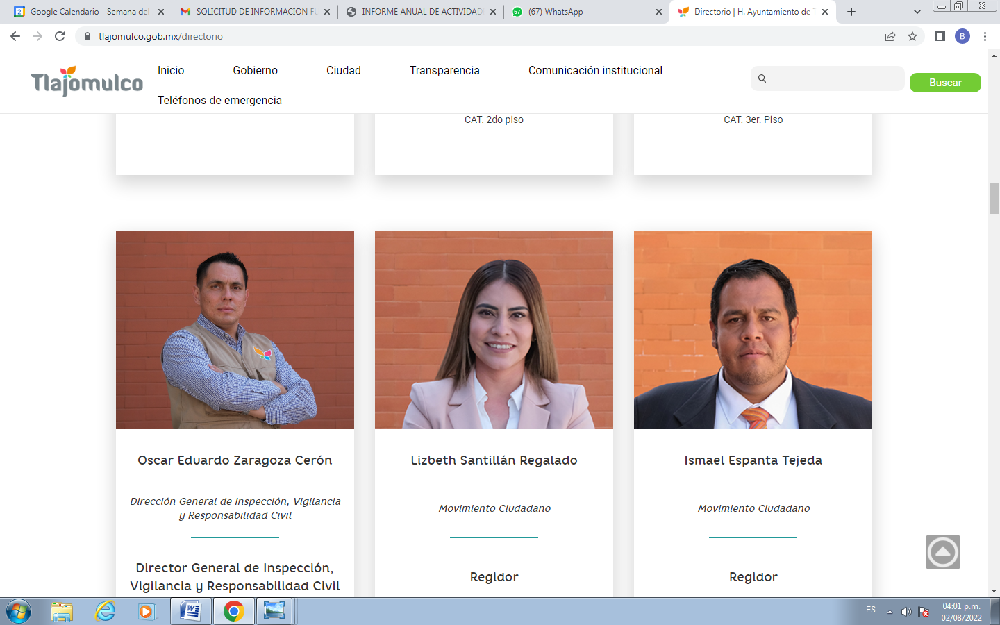 Google Calendario - Semana del
SOLICITUD DE INFORMACION FU
INFORME ANUAL DE ACTIVIDAD
(67) WhatsApp
Directorio | H. Ayuntamiento de T
tlajomulco.gob.mx/directorio
B
Tlajomulco
Inicio
Gobierno
Ciudad
Transparencia
Comunicación institucional
Teléfonos de emergencia
Buscar
CAT. 2do piso
CAT. 3er. Piso
Oscar Eduardo Zaragoza Cerón
Dirección General de Inspección, Vigilancia
y Responsabilidad Civil
Director General de Inspección,
Vigilancia y Responsabilidad Civil
Lizbeth Santillán Regalado
Movimiento Ciudadano
Regidor
Ismael Espanta Tejeda
Movimiento Ciudadano
Regidor
ES
04:01 p.m.
02/08/2022